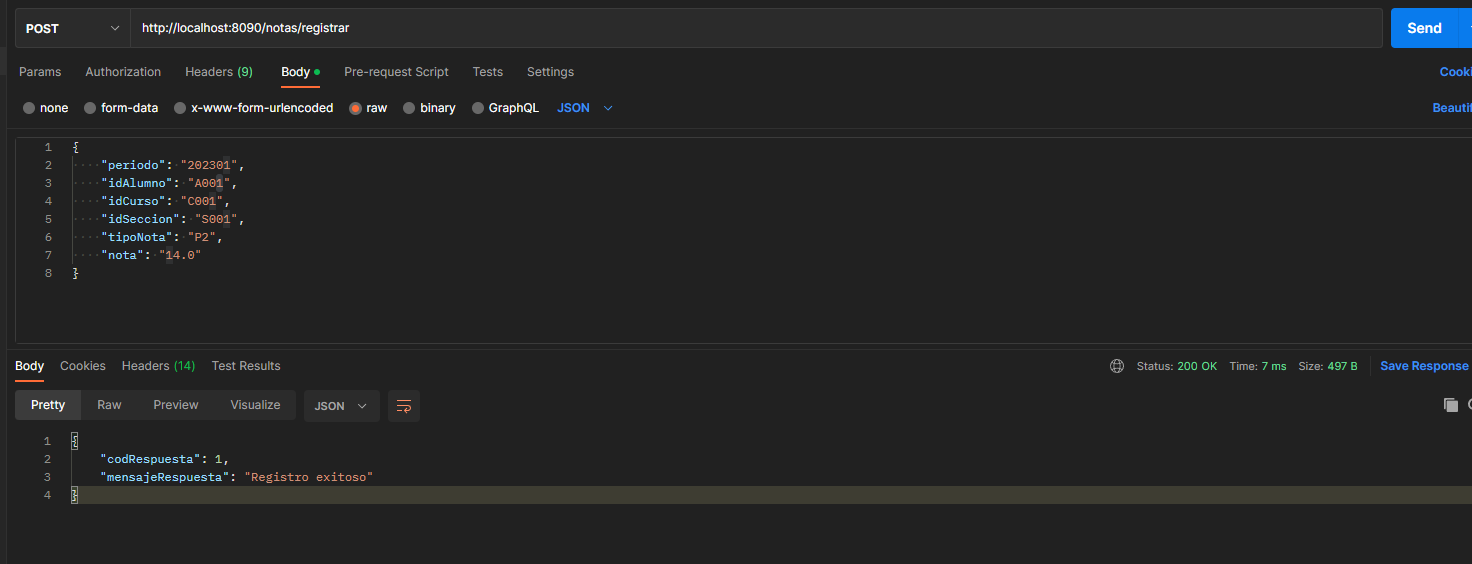 POST http://localhost:8090/notas/registrar Send
Params Authorization Headers (9) Body Pre-request Script Tests Settings Cooki
none form-data x-www-form-urlencoded raw binary GraphQL JSON Beautif
1 {
2 "periodo": "202301",
3 "idAlumno": "A001",
4 "idCurso": "C001",
5 "idSeccion": "S001",
6 "tipoNota": "P2",
7 "nota": "14.0"
8 }
Body Cookies Headers (14) Test Results Status: 200 OK Time: 7 ms Size: 497 B Save Response
Pretty Raw Preview Visualize JSON
1 {
2 "codRespuesta": 1,
3 "mensajeRespuesta": "Registro exitoso"
4 }